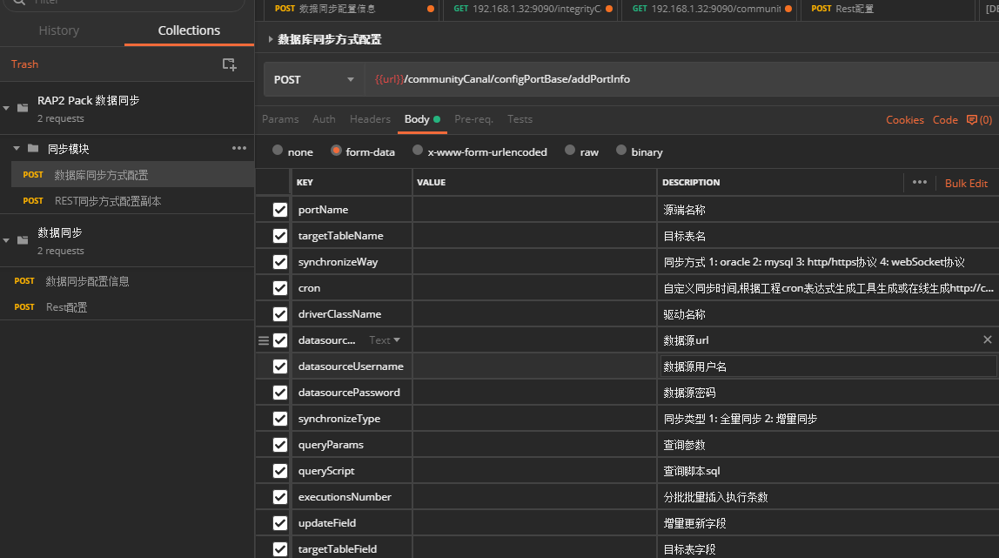 Filter
History
Collections
Trash
RAP2 Pack 数据同步
2 requests
同步模块
POST 数据库同步方式配置
POST REST同步方式配置副本
数据同步
2 requests
POST 数据同步配置信息
POST Rest配置
POST 数据同步配置信息
GET 192.168.1.32:9090/integrityC
GET 192.168.1.32:9090/communit
POST Rest配置
[DE
数据库同步方式配置
POST
{{url}}/communityCanal/configPortBase/addPortInfo
Params Auth Headers Body Pre-req. Tests
Cookies Code (0)
none form-data x-www-form-urlencoded raw binary
KEY VALUE DESCRIPTION ••• Bulk Edit
portName 源端名称
targetTableName 目标表名
synchronizeWay 同步方式 1: oracle 2: mysql 3: http/https协议 4: webSocket协议
cron 自定义同步时间,根据工程cron表达式生成工具生成或在线生成http://c...
driverClassName 驱动名称
datasourc... Text 数据源url
datasourceUsername 数据源用户名
datasourcePassword 数据源密码
synchronizeType 同步类型 1: 全量同步 2: 增量同步
queryParams 查询参数
queryScript 查询脚本sql
executionsNumber 分批批量插入执行条数
updateField 增量更新字段
targetTableField 目标表字段